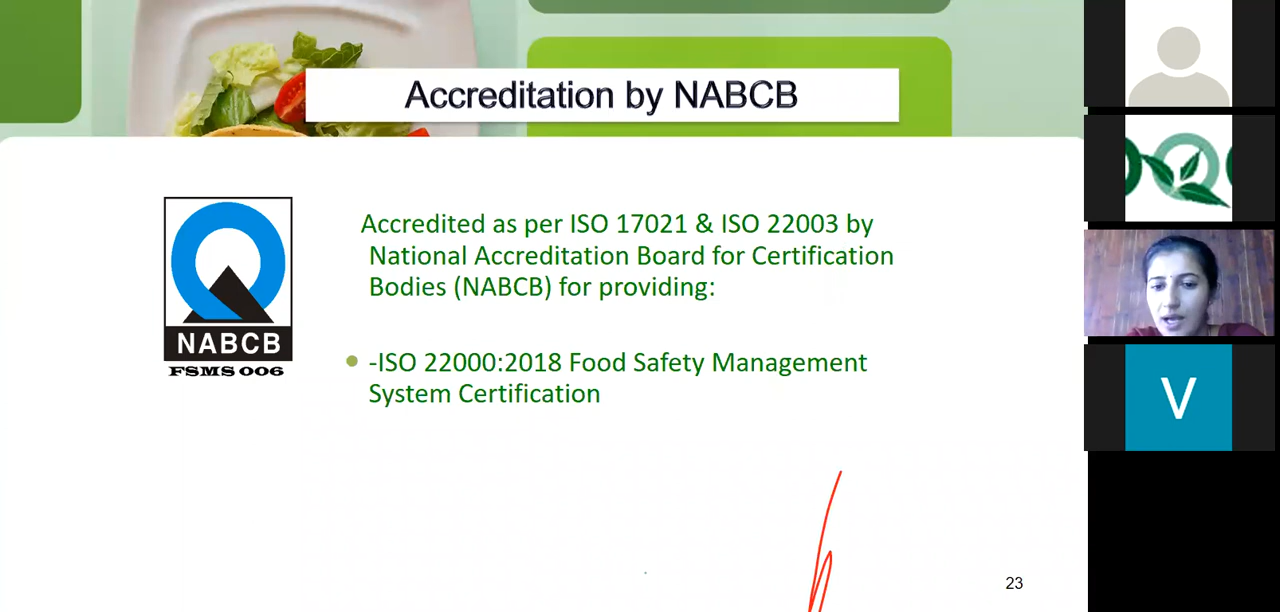 Accreditation by NABCB
Accredited as per ISO 17021 & ISO 22003 by
National Accreditation Board for Certification
Bodies (NABCB) for providing:
NABCB
FSMS 006
-ISO 22000:2018 Food Safety Management
System Certification
V
23